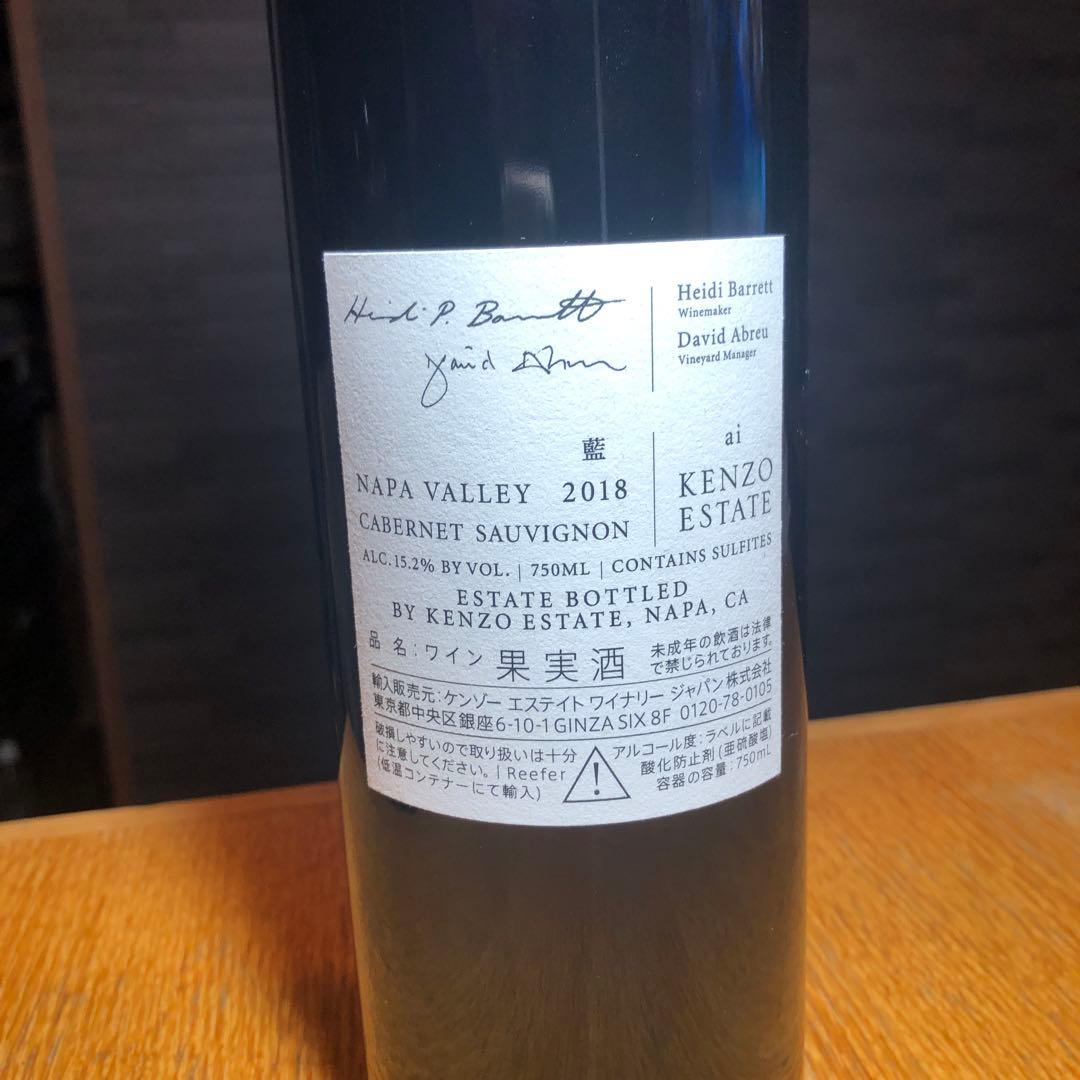 Heidi P. Barrett
David Abreu
Heidi Barrett
Winemaker
David Abreu
Vineyard Manager
藍
NAPA VALLEY 2018
CABERNET SAUVIGNON
ai
KENZO
ESTATE
ALC. 15.2% BY VOL. | 750ML | CONTAINS SULFITES
ESTATE BOTTLED
BY KENZO ESTATE, NAPA, CA
品 名:ワイン 果実酒
未成年の飲酒は法律
で禁じられております。
輸入販売元:ケンゾー エステイト ワイナリー ジャパン 株式会社
東京都中央区銀座6-10-1 GINZA SIX 8F 0120-78-0105
破損しやすいので取り扱いは十分
に注意してください。| Reefer
(低温コンテナーにて輸入)
アルコール度:ラベルに記載
酸化防止剤(亜硫酸塩)
容器の容量:750mL